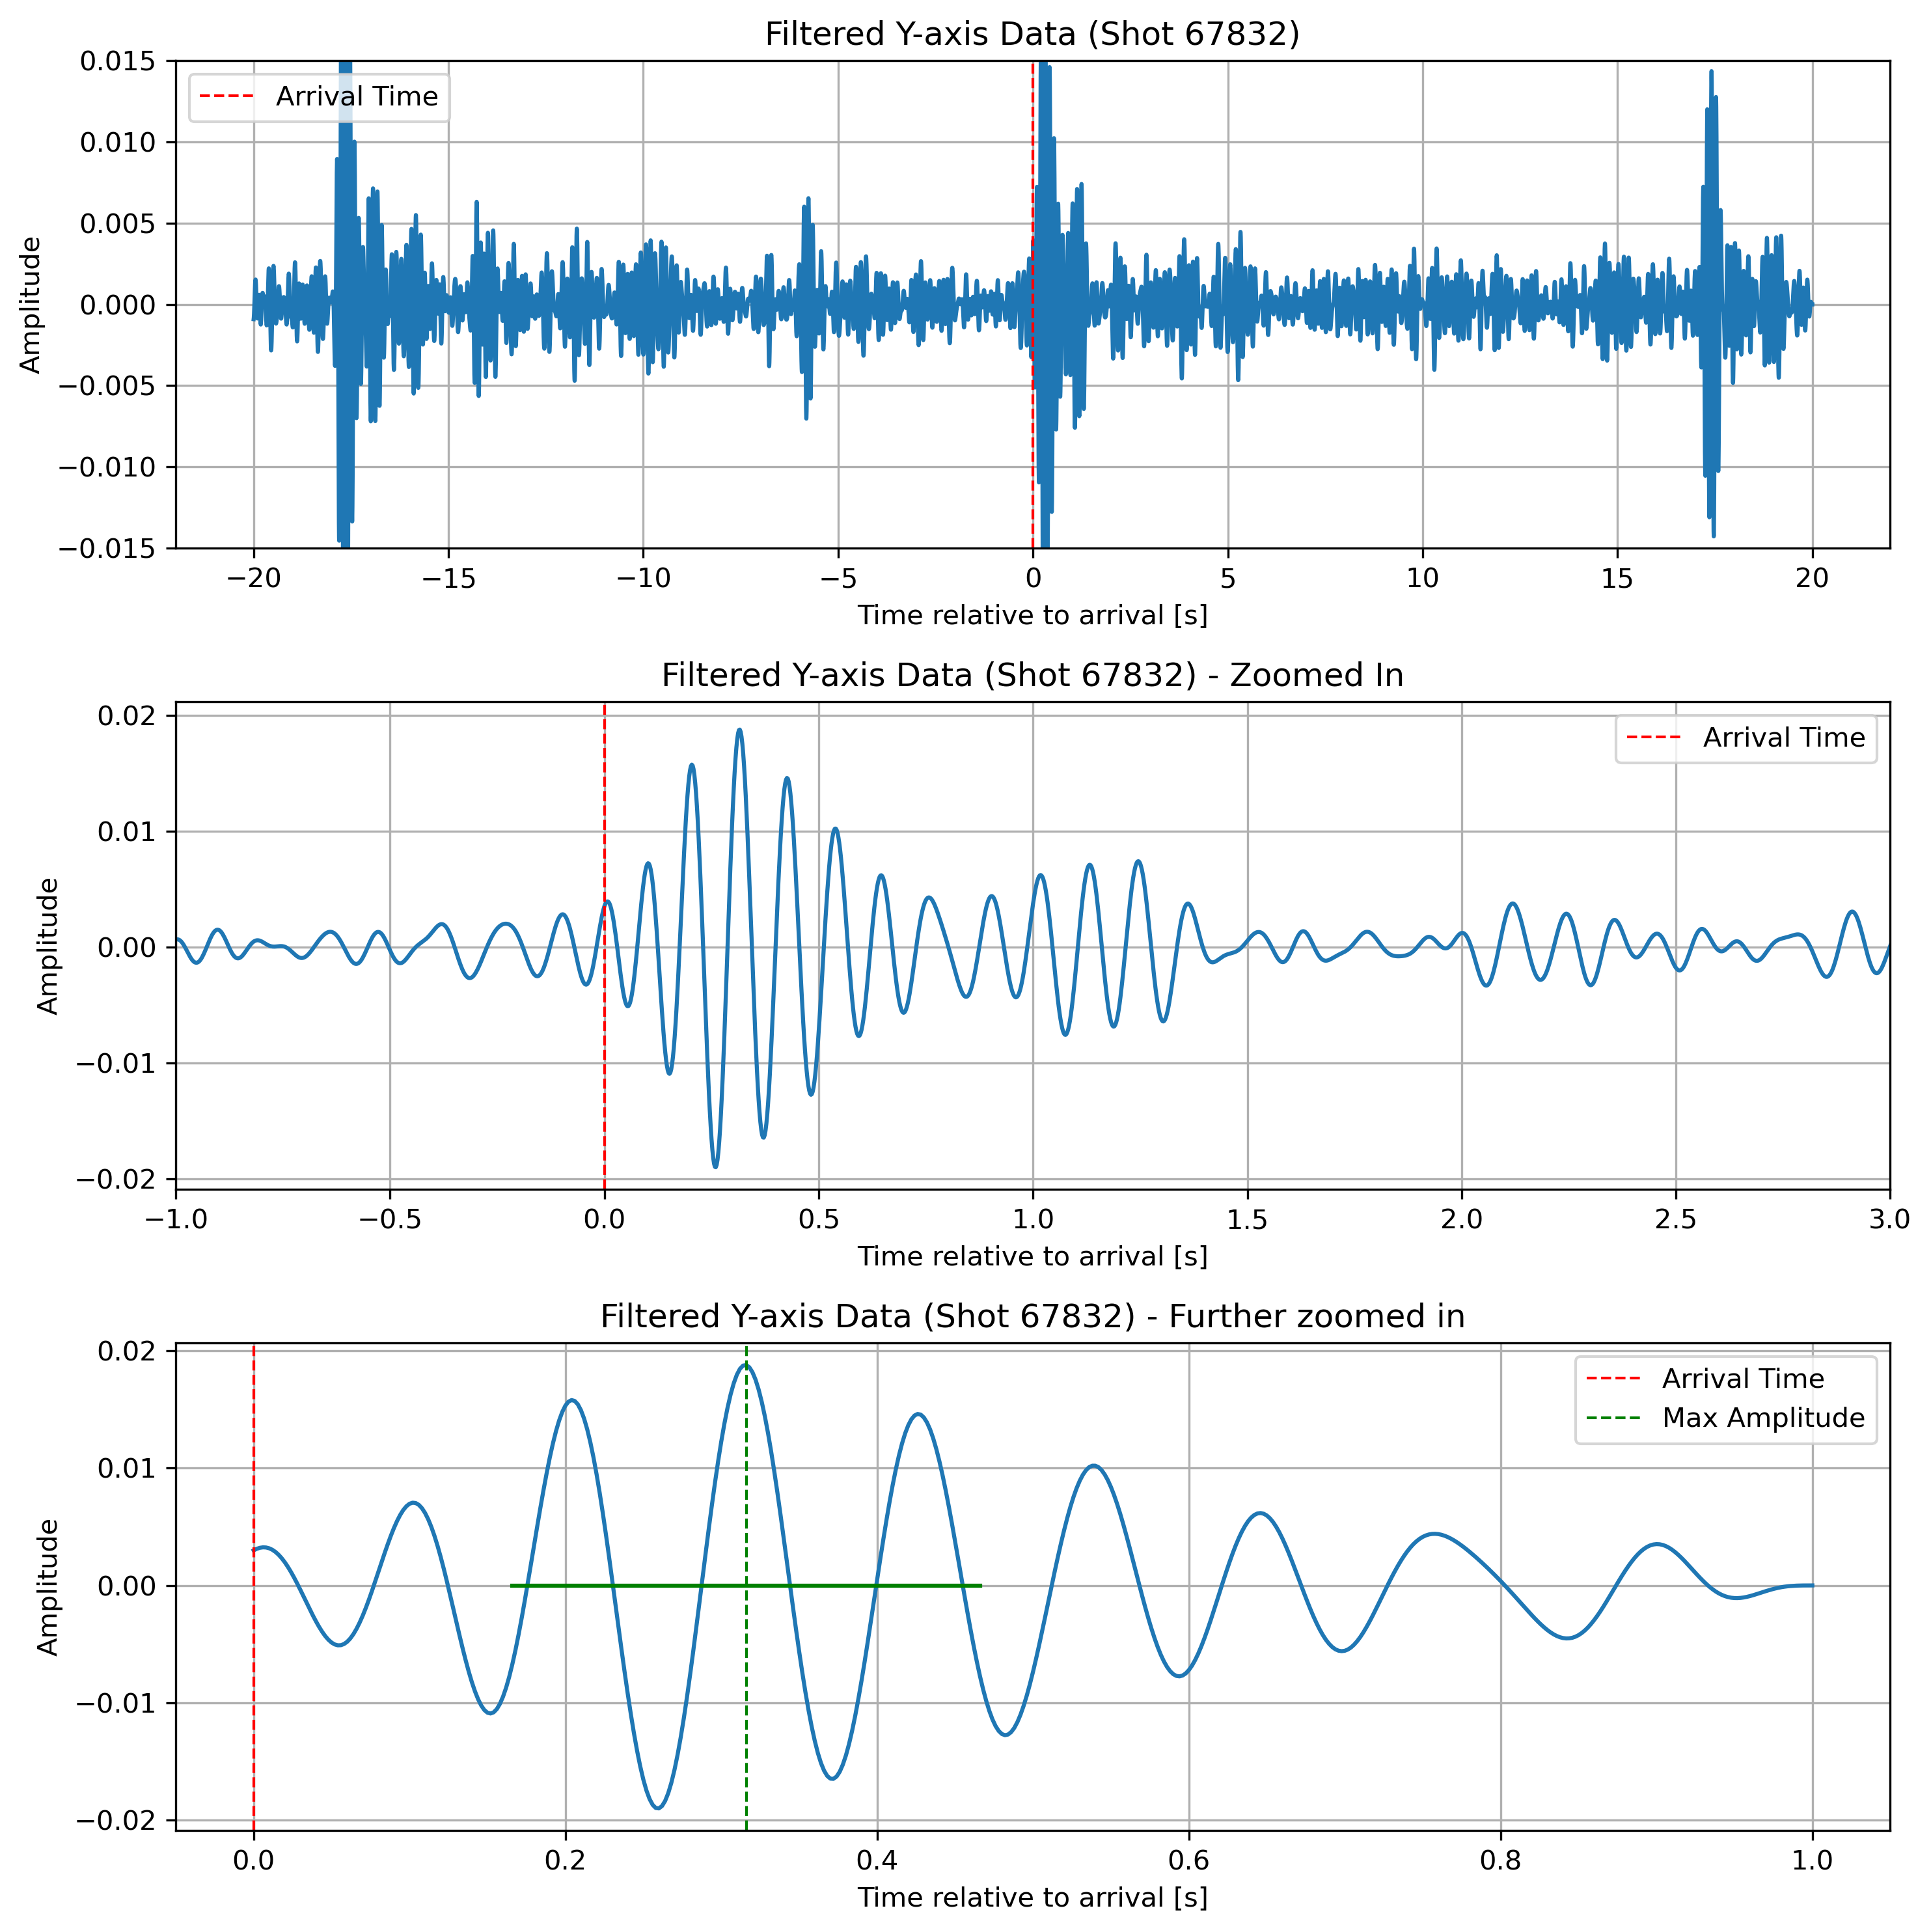 Filtered Y-axis Data (Shot 67832)
0.015
0.010
0.005
0.000
−0.005
−0.010
−0.015
Amplitude
Arrival Time
−20 −15 −10 −5 0 5 10 15 20
Time relative to arrival [s]
Filtered Y-axis Data (Shot 67832) - Zoomed In
0.02
0.01
0.00
−0.01
−0.02
Amplitude
Arrival Time
−1.0 −0.5 0.0 0.5 1.0 1.5 2.0 2.5 3.0
Time relative to arrival [s]
Filtered Y-axis Data (Shot 67832) - Further zoomed in
0.02
0.01
0.00
−0.01
−0.02
Amplitude
Arrival Time
Max Amplitude
0.0 0.2 0.4 0.6 0.8 1.0
Time relative to arrival [s]